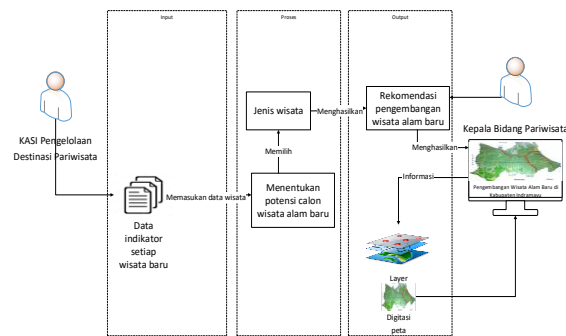 Input
Proses
Output
KASI Pengelolaan
Destinasi Pariwisata
Data
indikator
setiap
wisata baru
Memasukan data wisata
Jenis wisata
Memilih
Menentukan
potensi calon
wisata alam baru
Menghasilkan
Rekomendasi
pengembangan
wisata alam baru
Menghasilkan
Kepala Bidang Pariwisata
Pengembangan Wisata Alam Baru di
Kabupaten Indramayu
Informasi
Layer
Digitasi
peta